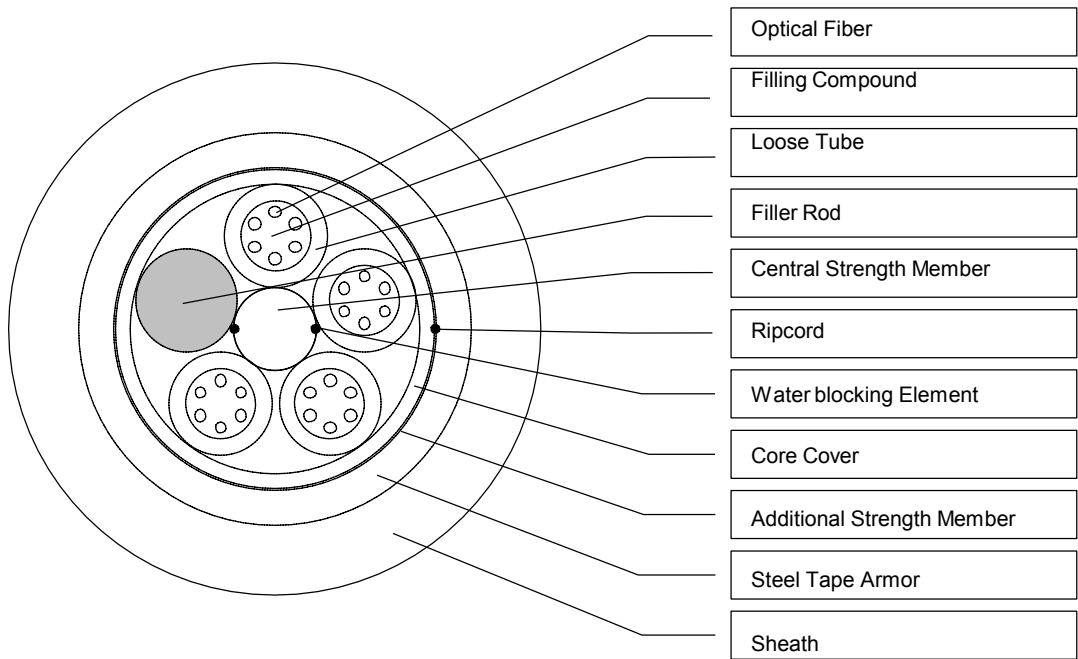 Optical Fiber
Filling Compound
Loose Tube
Filler Rod
Central Strength Member
Ripcord
Water blocking Element
Core Cover
Additional Strength Member
Steel Tape Armor
Sheath